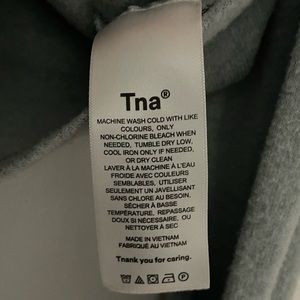 Tna®
MACHINE WASH COLD WITH LIKE
COLOURS, ONLY
NON-CHLORINE BLEACH WHEN
NEEDED, TUMBLE DRY LOW,
COOL IRON ONLY IF NEEDED,
OR DRY CLEAN
LAVER À LA MACHINE À L'EAU
FROIDE AVEC COULEURS
SEMBLABLES, UTILISER
SEULEMENT UN JAVELLISANT
SANS CHLORE AU BESOIN,
SÉCHER À BASSE
TEMPÉRATURE, REPASSAGE
DOUX SI NÉCESSAIRE, OU
NETTOYER À SEC
MADE IN VIETNAM
FABRIQUÉ AU VIETNAM
Thank you for caring.